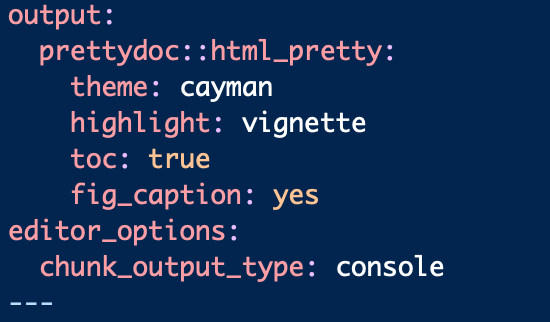 output:
  prettydoc::html_pretty:
    theme: cayman
    highlight: vignette
    toc: true
    fig_caption: yes
editor_options:
  chunk_output_type: console
---